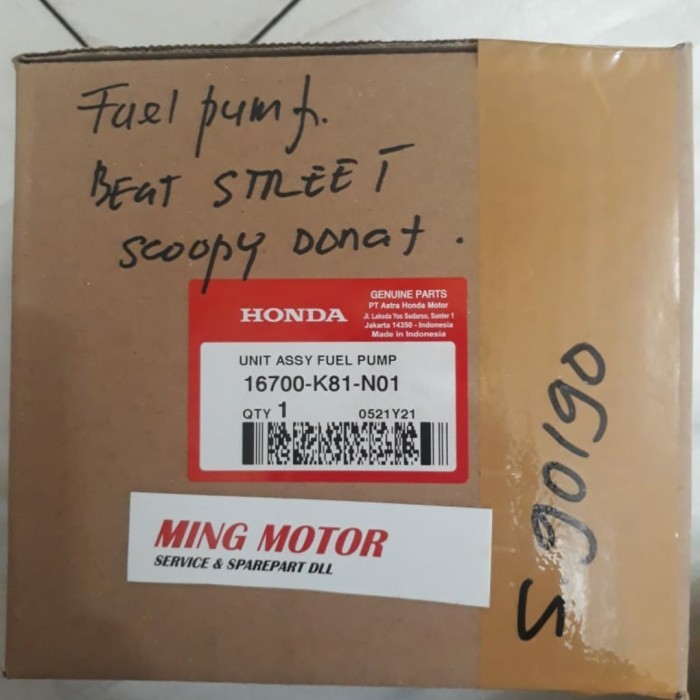 Fuel pump.
BEAT STREET
scoopy Donat.
HONDA
GENUINE PARTS
PT Astra Honda Motor
Jl. Laksda Yos Sudarso, Sunter 1
Jakarta 14350 - Indonesia
Made in Indonesia
UNIT ASSY FUEL PUMP
16700-K81-N01
QTY 1 0521Y21
MING MOTOR
SERVICE & SPAREPART DLL